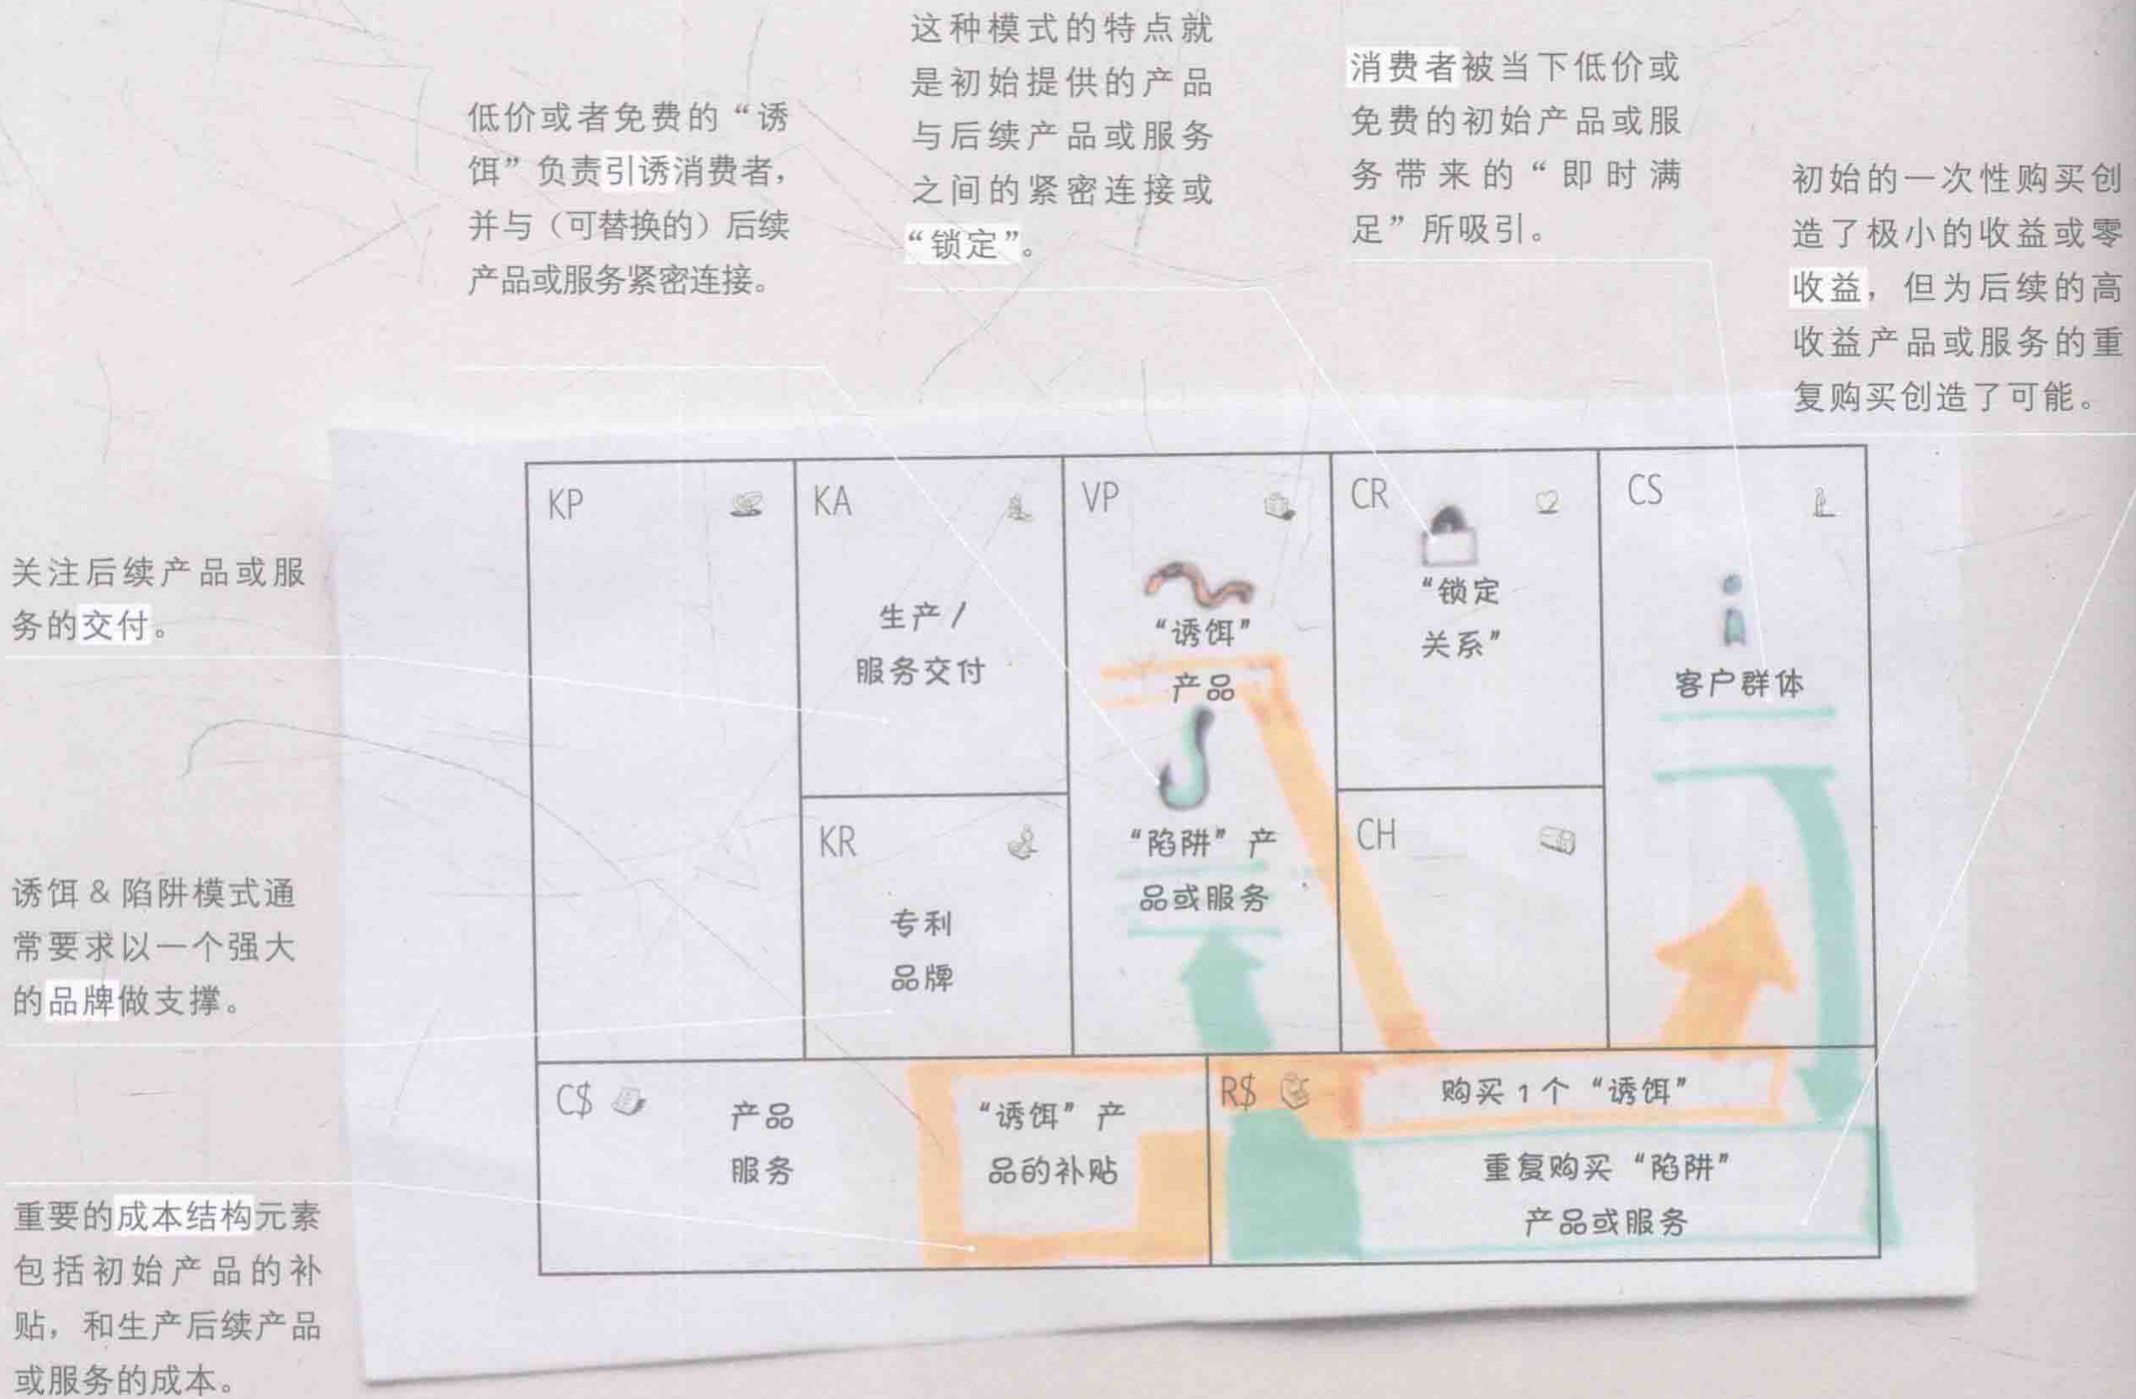 这种模式的特点就
是初始提供的产品
与后续产品或服务
之间的紧密连接或
“锁定”。
消费者被当下低价或
免费的初始产品或服
务带来的“即时满
足”所吸引。
低价或者免费的“诱
饵”负责引诱消费者，
并与（可替换的）后续
产品或服务紧密连接。
初始的一次性购买创
造了极小的收益或零
收益，但为后续的高
收益产品或服务的重
复购买创造了可能。
关注后续产品或服
务的交付。
诱饵 & 陷阱模式通
常要求以一个强大
的品牌做支撑。
重要的成本结构元素
包括初始产品的补
贴，和生产后续产品
或服务的成本。
KP
KA
生产 /
服务交付
KR
专利
品牌
VP
“诱饵”
产品
“陷阱”产
品或服务
CR
“锁定
关系”
CH
CS
客户群体
C$
产品
服务
“诱饵”产
品的补贴
R$
购买 1 个“诱饵”
重复购买“陷阱”
产品或服务